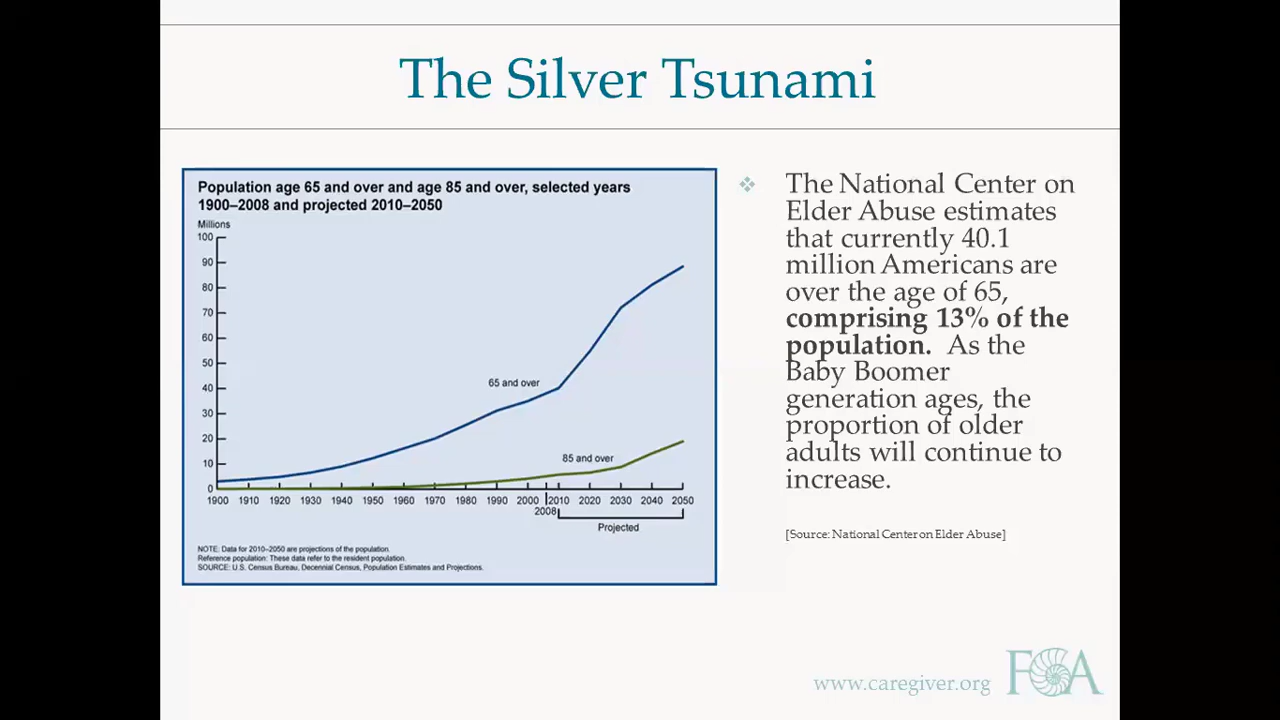 The Silver Tsunami
Population age 65 and over and age 85 and over, selected years
1900–2008 and projected 2010–2050
Millions
100
90
80
70
60
50
40
30
20
10
0
65 and over
85 and over
1900 1910 1920 1930 1940 1950 1960 1970 1980 1990 2000 2010 2020 2030 2040 2050
2008
Projected
NOTE: Data for 2010–2050 are projections of the population.
Reference population: These data refer to the resident population.
SOURCE: U.S. Census Bureau, Decennial Census, Population Estimates and Projections.
The National Center on
Elder Abuse estimates
that currently 40.1
million Americans are
over the age of 65,
comprising 13% of the
population. As the
Baby Boomer
generation ages, the
proportion of older
adults will continue to
increase.
[Source: National Center on Elder Abuse]
www.caregiver.org
FCA